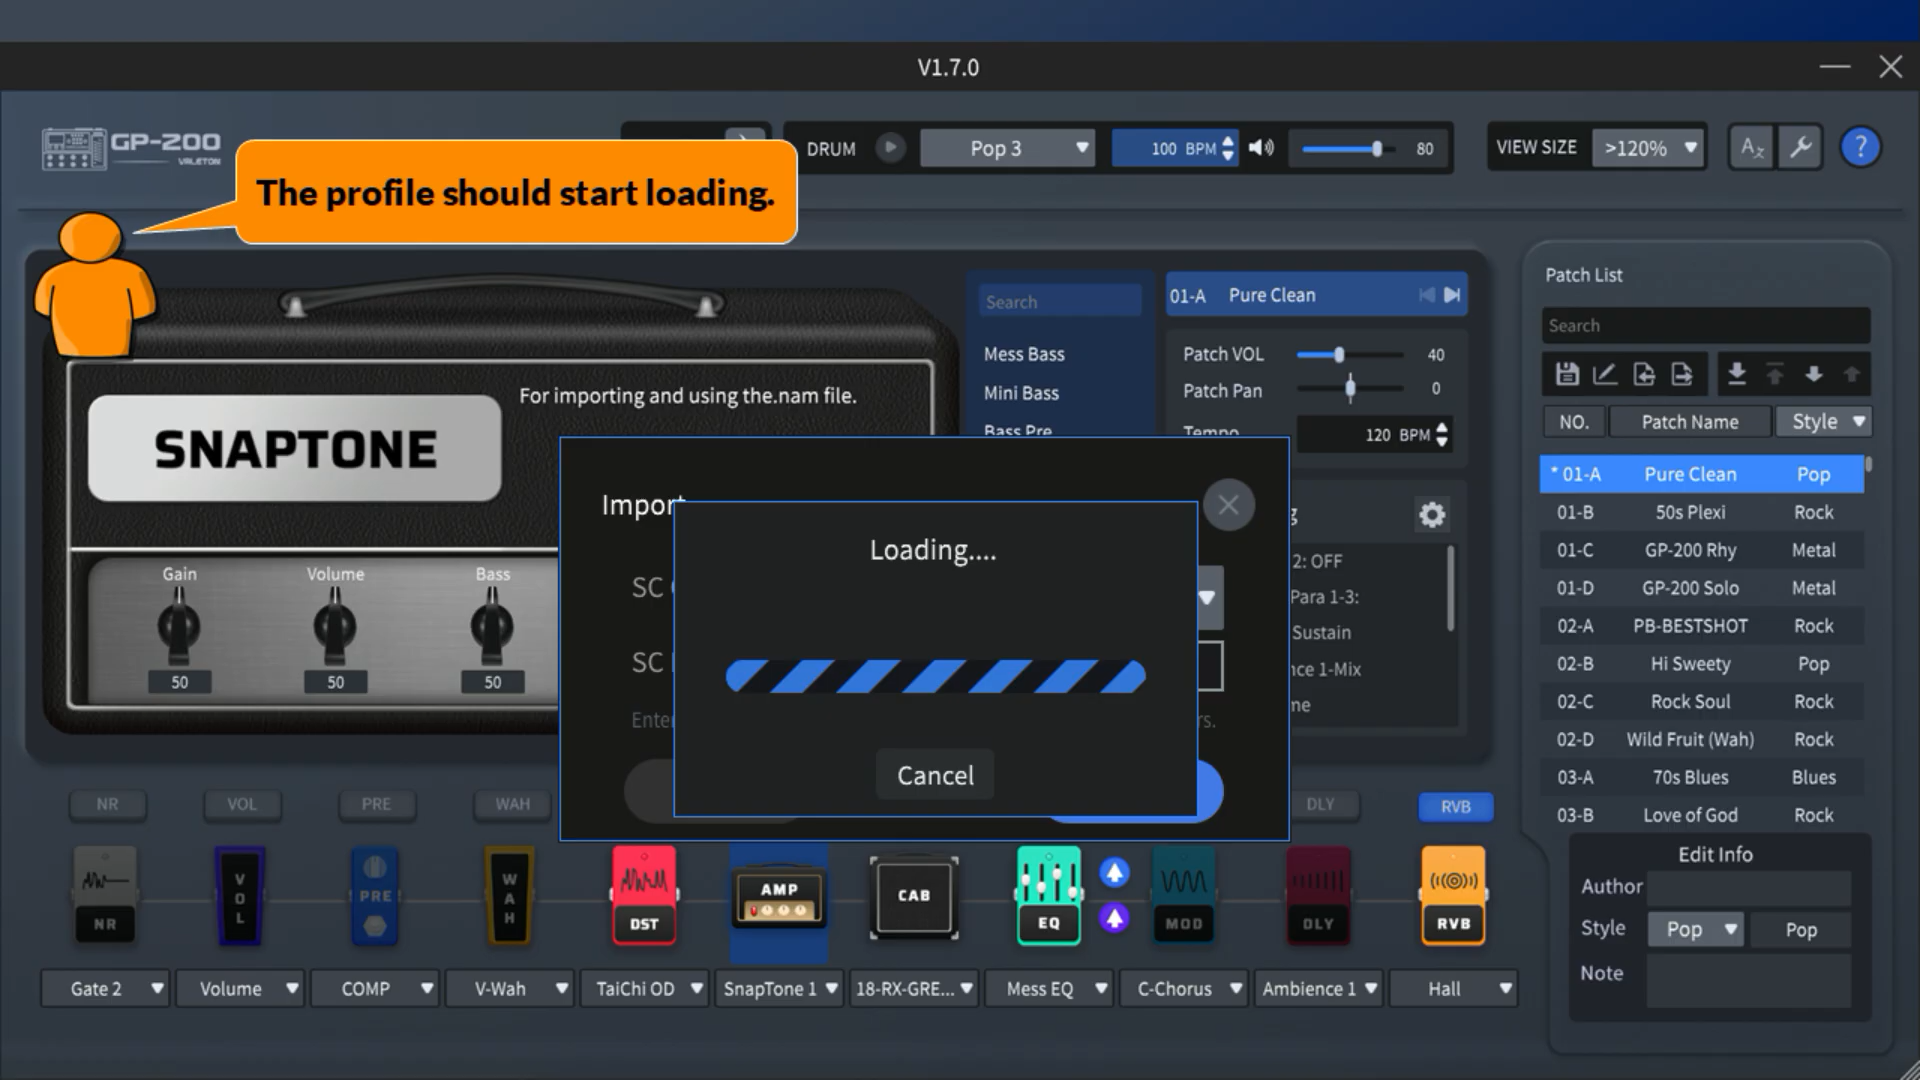 V1.7.0
GP-200
VALETON
DRUM
Pop 3
100 BPM
80
VIEW SIZE
>120%
Az
?
The profile should start loading.
For importing and using the.nam file.
SNAPTONE
Gain
Volume
Bass
50
50
50
Search
Mess Bass
Mini Bass
Bass Pre
01-A Pure Clean
Patch VOL 40
Patch Pan 0
Tempo 120 BPM
Import
SC
SC
Enter
rs.
Loading....
Cancel
g
2: OFF
Para 1-3:
Sustain
nce 1-Mix
me
Patch List
Search
NO. Patch Name Style
* 01-A Pure Clean Pop
01-B 50s Plexi Rock
01-C GP-200 Rhy Metal
01-D GP-200 Solo Metal
02-A PB-BESTSHOT Rock
02-B Hi Sweety Pop
02-C Rock Soul Rock
02-D Wild Fruit (Wah) Rock
03-A 70s Blues Blues
03-B Love of God Rock
Edit Info
Author
Style Pop Pop
Note
NR VOL PRE WAH DLY RVB
NR VOL PRE WAH DST AMP CAB EQ MOD DLY RVB
Gate 2 Volume COMP V-Wah TaiChi OD SnapTone 1 18-RX-GRE... Mess EQ C-Chorus Ambience 1 Hall